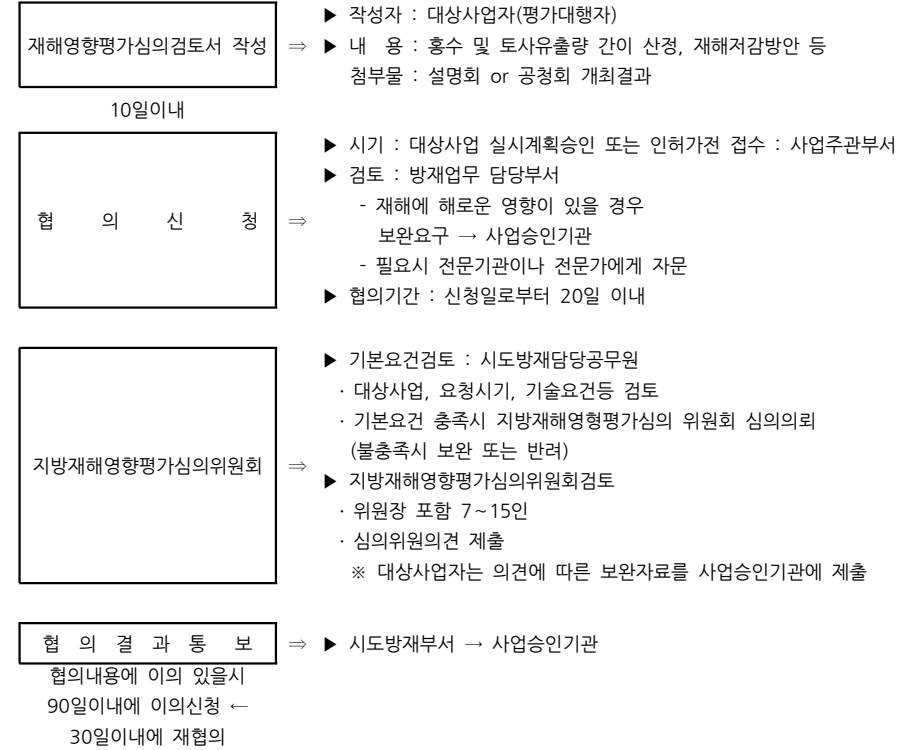 재해영향평가심의검토서 작성 ⇒
▶ 작성자 : 대상사업자(평가대행자)
▶ 내 용 : 홍수 및 토사유출량 간이 산정, 재해저감방안 등
첨부물 : 설명회 or 공청회 개최결과
10일이내
협 의 신 청 ⇒
▶ 시기 : 대상사업 실시계획승인 또는 인허가전 접수 : 사업주관부서
▶ 검토 : 방재업무 담당부서
- 재해에 해로운 영향이 있을 경우
보완요구 → 사업승인기관
- 필요시 전문기관이나 전문가에게 자문
▶ 협의기간 : 신청일로부터 20일 이내
지방재해영향평가심의위원회 ⇒
▶ 기본요건검토 : 시도방재담당공무원
· 대상사업, 요청시기, 기술요건등 검토
· 기본요건 충족시 지방재해영형평가심의 위원회 심의의뢰
(불충족시 보완 또는 반려)
▶ 지방재해영향평가심의위원회검토
· 위원장 포함 7~15인
· 심의위원의견 제출
※ 대상사업자는 의견에 따른 보완자료를 사업승인기관에 제출
협 의 결 과 통 보 ⇒ ▶ 시도방재부서 → 사업승인기관
협의내용에 이의 있을시
90일이내에 이의신청 ←
30일이내에 재협의